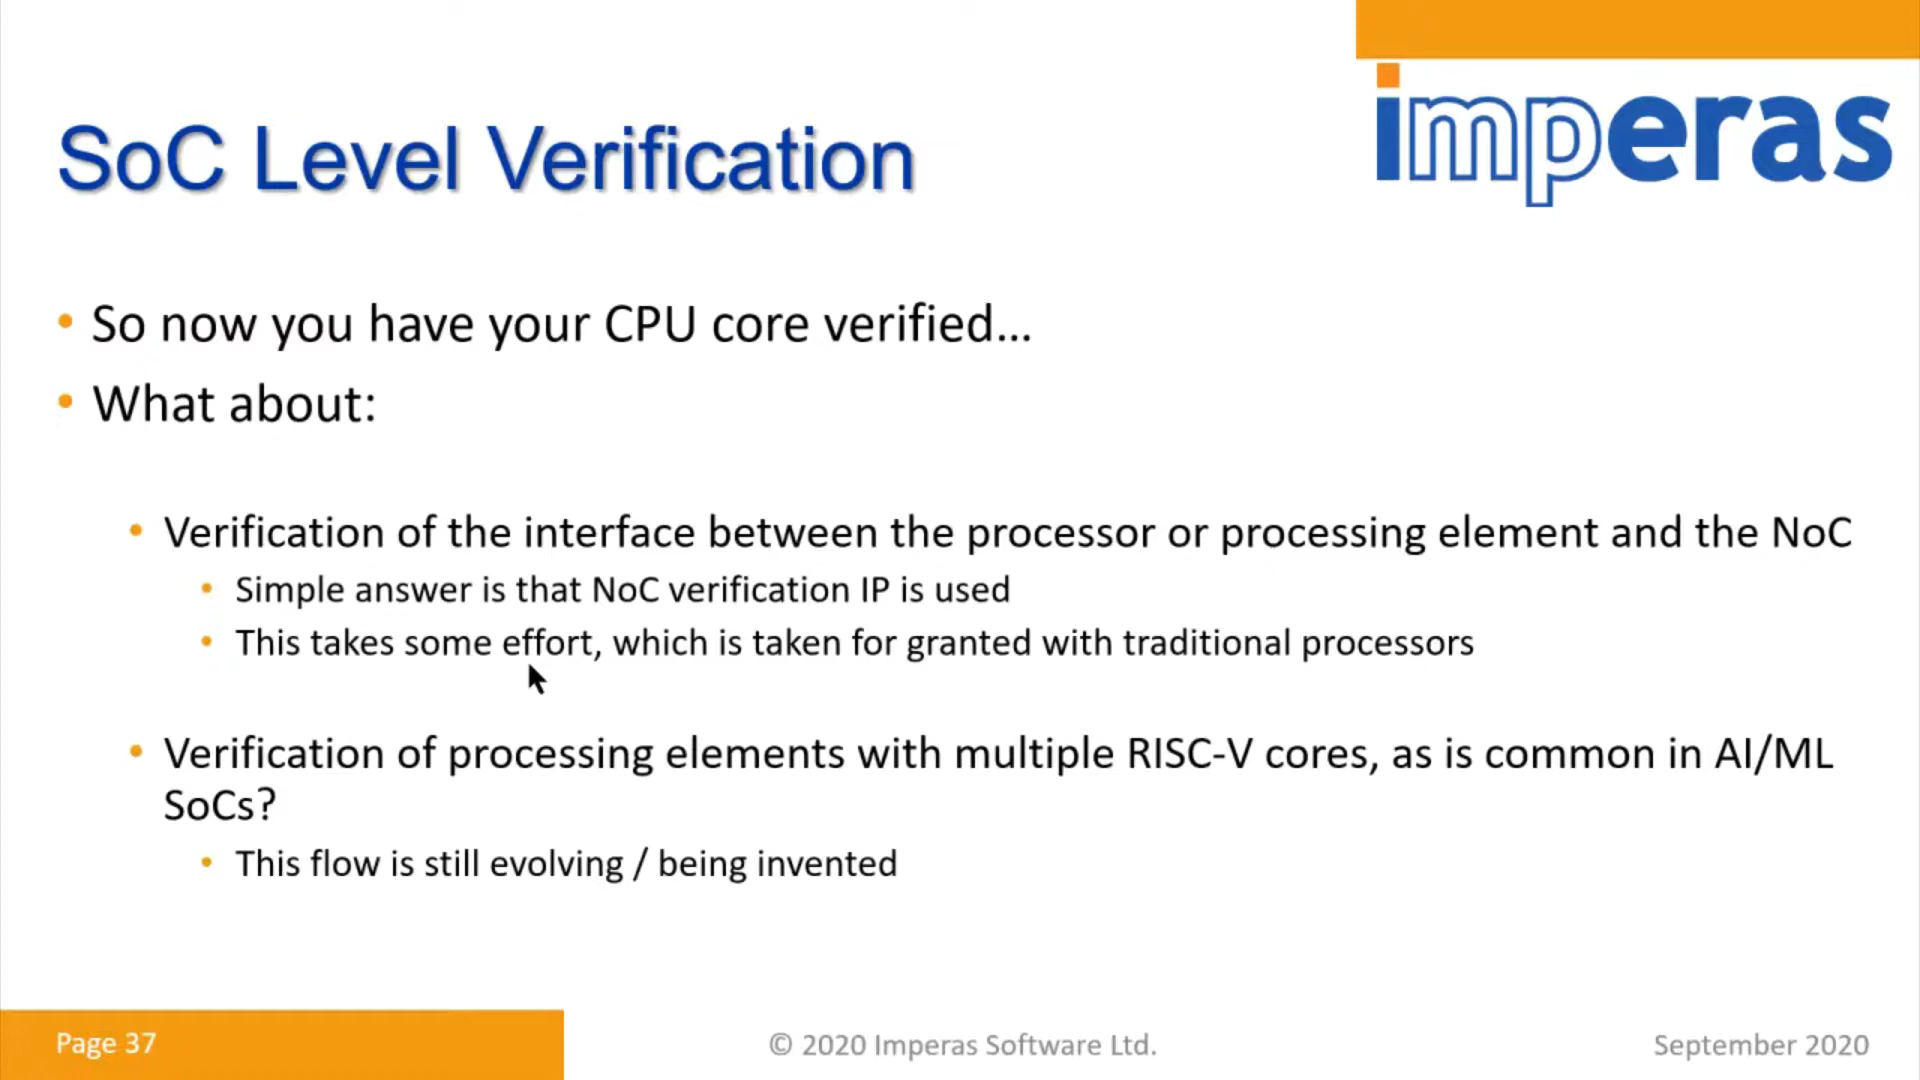 imperas
SoC Level Verification
• So now you have your CPU core verified...
• What about:
• Verification of the interface between the processor or processing element and the NoC
• Simple answer is that NoC verification IP is used
• This takes some effort, which is taken for granted with traditional processors
• Verification of processing elements with multiple RISC-V cores, as is common in AI/ML
SoCs?
• This flow is still evolving / being invented
Page 37
© 2020 Imperas Software Ltd.
September 2020